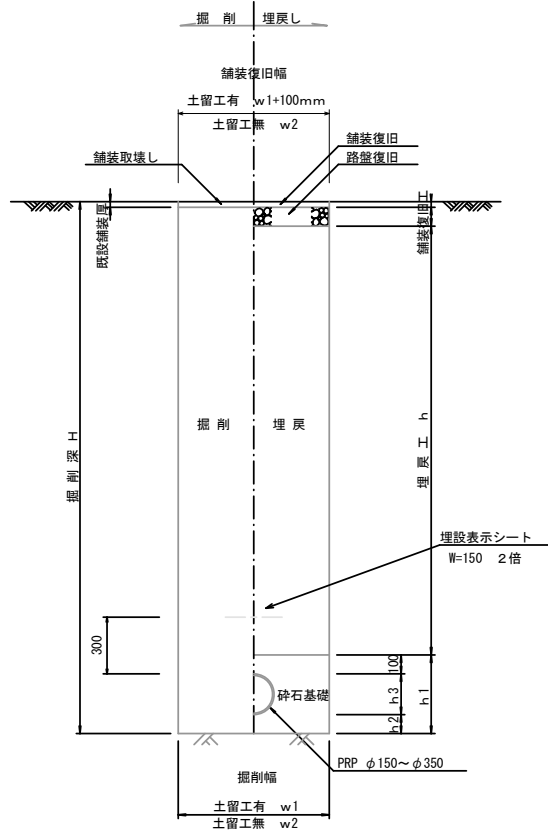 掘 削 埋戻し
舗装復旧幅
土留工有 w1+100mm
土留工無 w2
舗装取壊し
舗装復旧
路盤復旧
既設舗装厚
舗装復旧工
掘 削
埋 戻
掘 削 深 H
埋 戻 工 h
埋設表示シート
W=150 2倍
300
100
h3
h1
h2
砕石基礎
PRP φ150～φ350
掘削幅
土留工有 w1
土留工無 w2